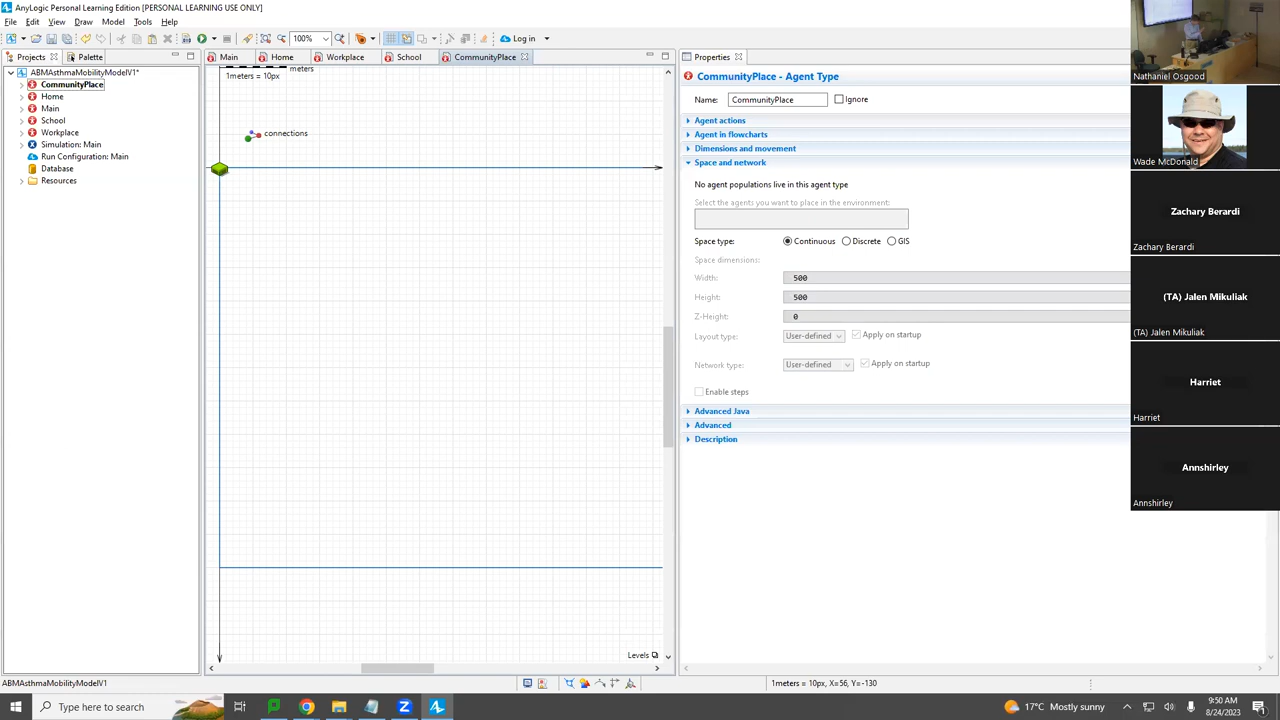 AnyLogic Personal Learning Edition [PERSONAL LEARNING USE ONLY]
File Edit View Draw Model Tools Help
100% Log in
Projects Palette Main Home Workplace School CommunityPlace Properties
ABMAsthmaMobilityModelV1*
CommunityPlace
Home
Main
School
Workplace
Simulation: Main
Run Configuration: Main
Database
Resources
meters
1meters = 10px
connections
Levels
CommunityPlace - Agent Type
Name: CommunityPlace Ignore
Agent actions
Agent in flowcharts
Dimensions and movement
Space and network
No agent populations live in this agent type
Select the agents you want to place in the environment:
Space type: Continuous Discrete GIS
Space dimensions:
Width: 500
Height: 500
Z-Height: 0
Layout type: User-defined Apply on startup
Network type: User-defined Apply on startup
Enable steps
Advanced Java
Advanced
Description
Nathaniel Osgood
Wade McDonald
Zachary Berardi
Zachary Berardi
(TA) Jalen Mikuliak
(TA) Jalen Mikuliak
Harriet
Harriet
Annshirley
Annshirley
ABMAsthmaMobilityModelV1
1meters = 10px, X=56, Y=-130
Type here to search
17°C Mostly sunny
9:50 AM
8/24/2023